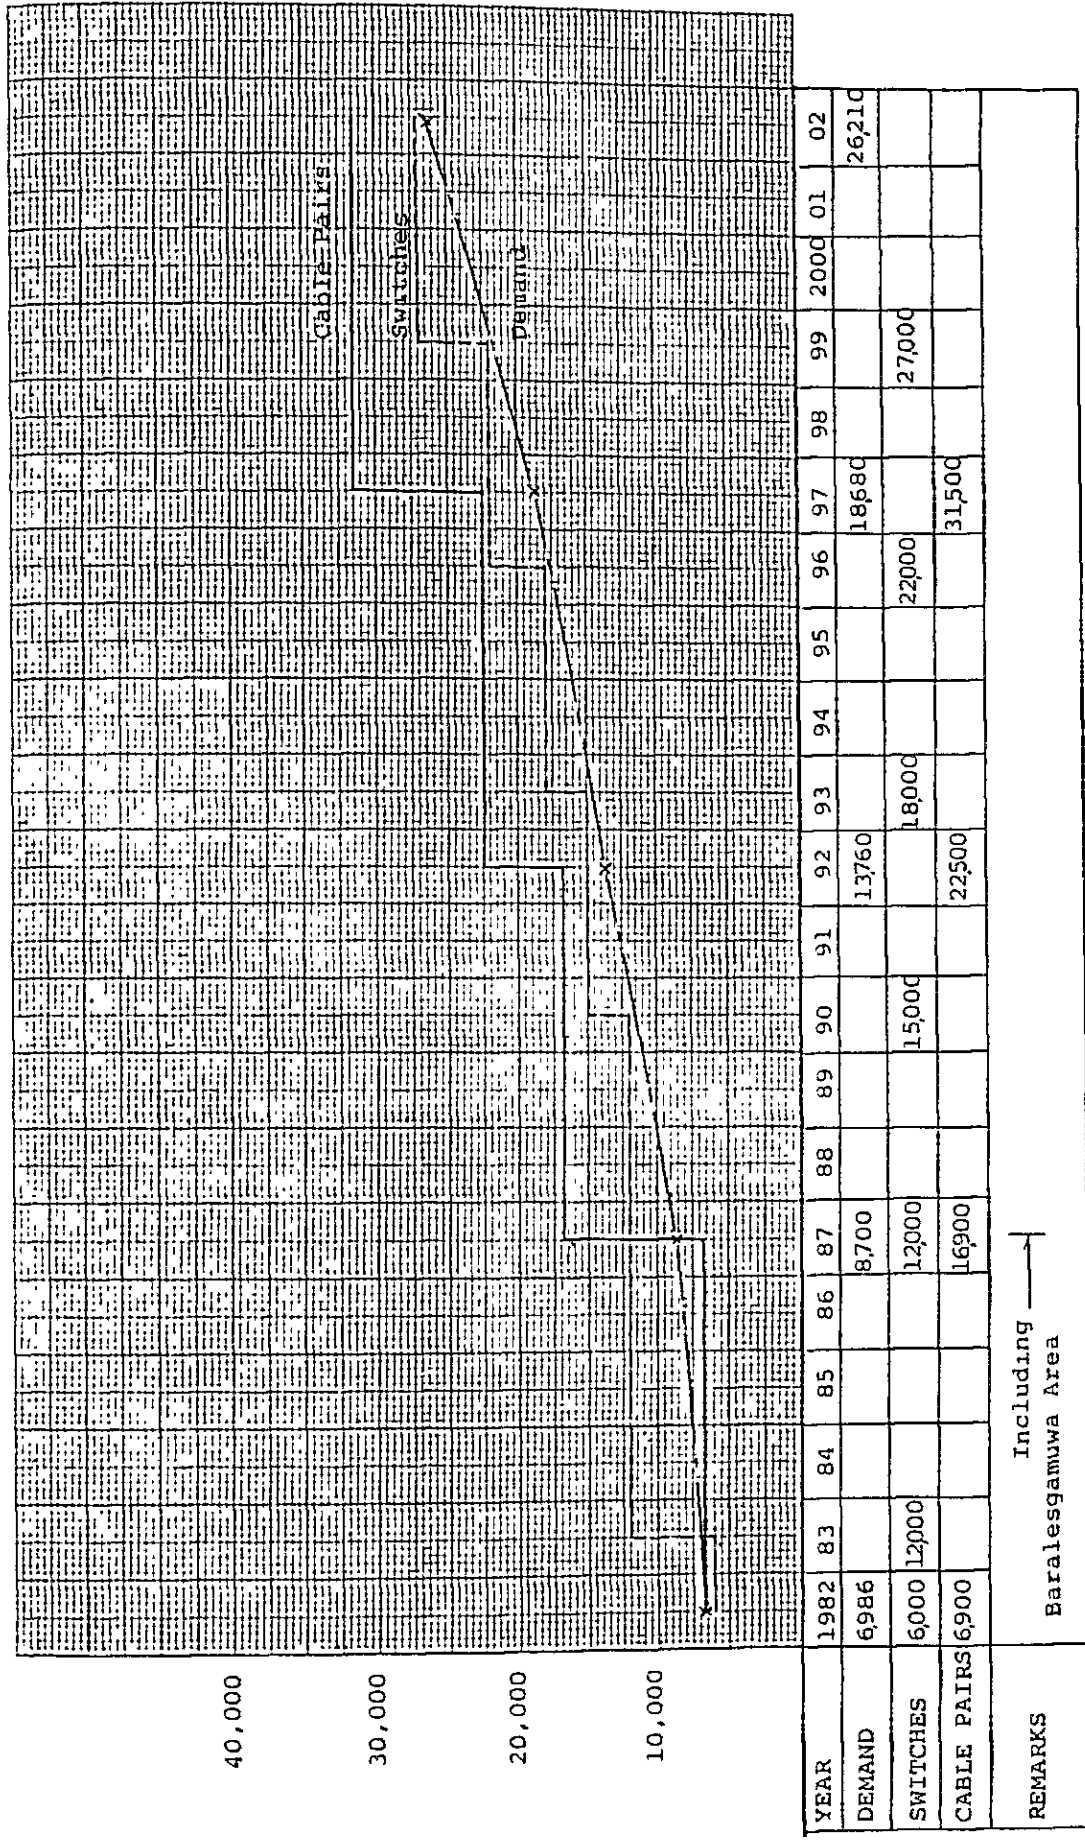 40,000
30,000
20,000
10,000
Cable Pairs
Switches
Demand
YEAR 1982 83 84 85 86 87 88 89 90 91 92 93 94 95 96 97 98 99 2000 01 02
DEMAND 6,986 8,700 13,760 18,680 26,210
SWITCHES 6,000 12,000 12,000 15,000 18,000 22,000 27,000
CABLE PAIRS 6,900 16,900 22,500 31,500
REMARKS Including
Baralesgamuwa Area